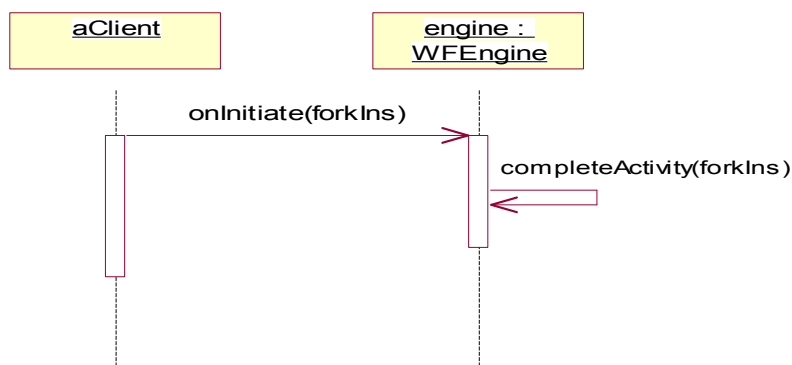 aClient
engine :
WFEngine
onInitiate(forkIns)
completeActivity(forkIns)